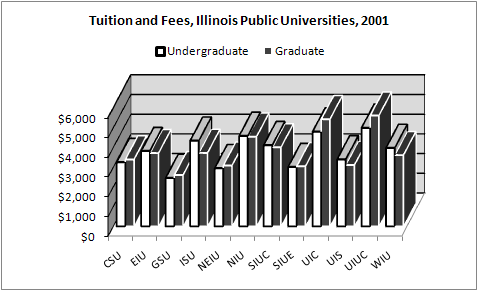 Tuition and Fees, Illinois Public Universities, 2001
Undergraduate Graduate
$6,000
$5,000
$4,000
$3,000
$2,000
$1,000
$0
CSU EIU GSU ISU NEIU NIU SIUC SIUE UIC UIS UIUC WIU